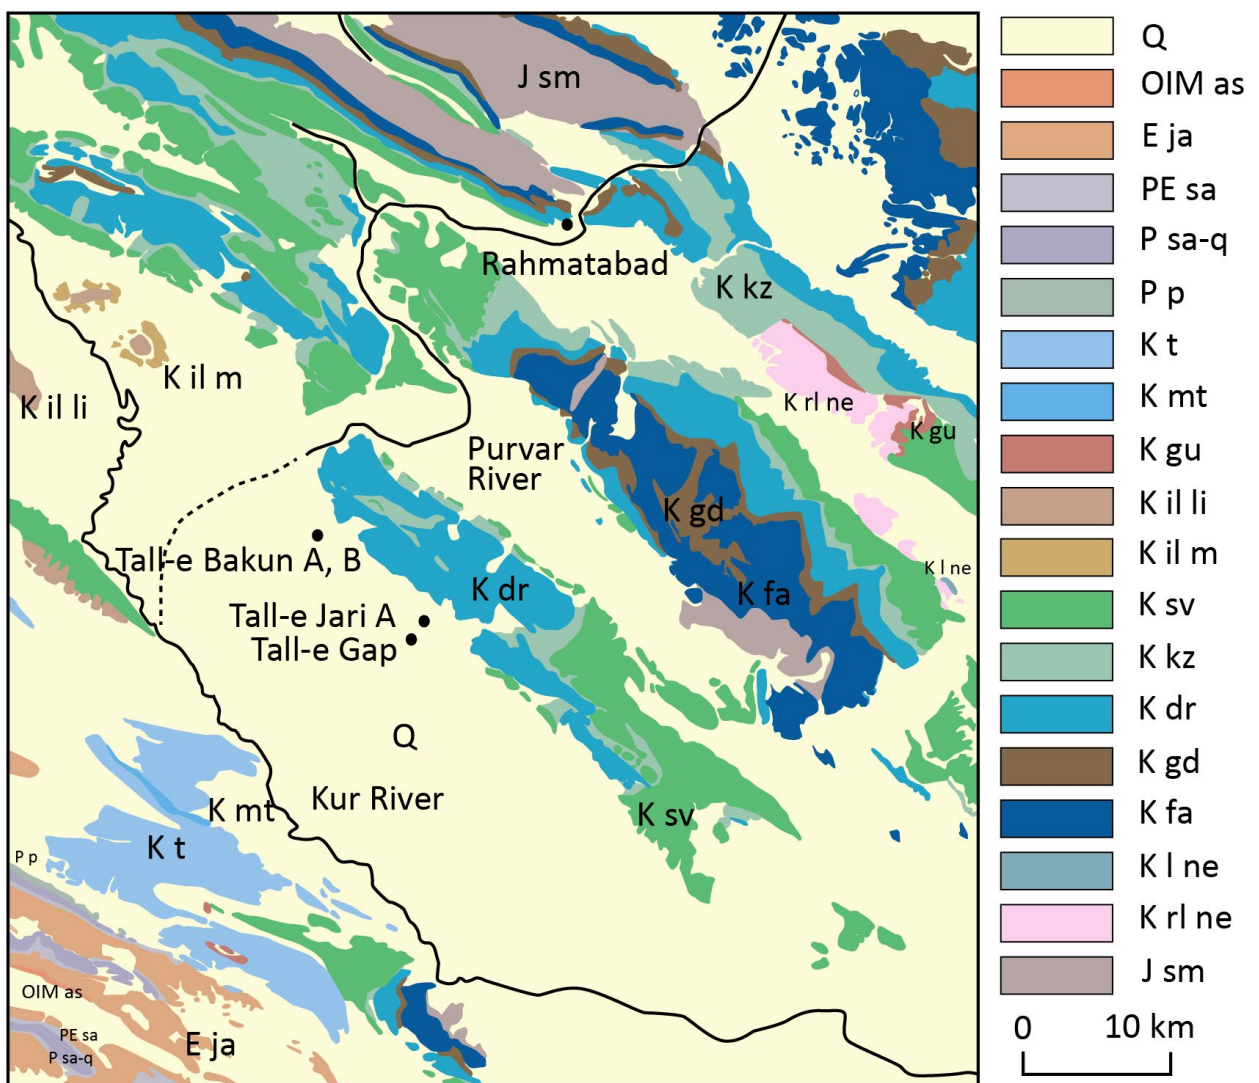 J sm
Rahmatabad
K kz
K il m
K il li
K rl ne
K gu
Purvar
River
K gd
Tall-e Bakun A, B
K l ne
K dr
K fa
Tall-e Jari A
Tall-e Gap
Q
Kur River
K mt
K sv
K t
P p
OIM as
PE sa
P sa-q
E ja
Q
OIM as
E ja
PE sa
P sa-q
P p
K t
K mt
K gu
K il li
K il m
K sv
K kz
K dr
K gd
K fa
K l ne
K rl ne
J sm
0 10 km